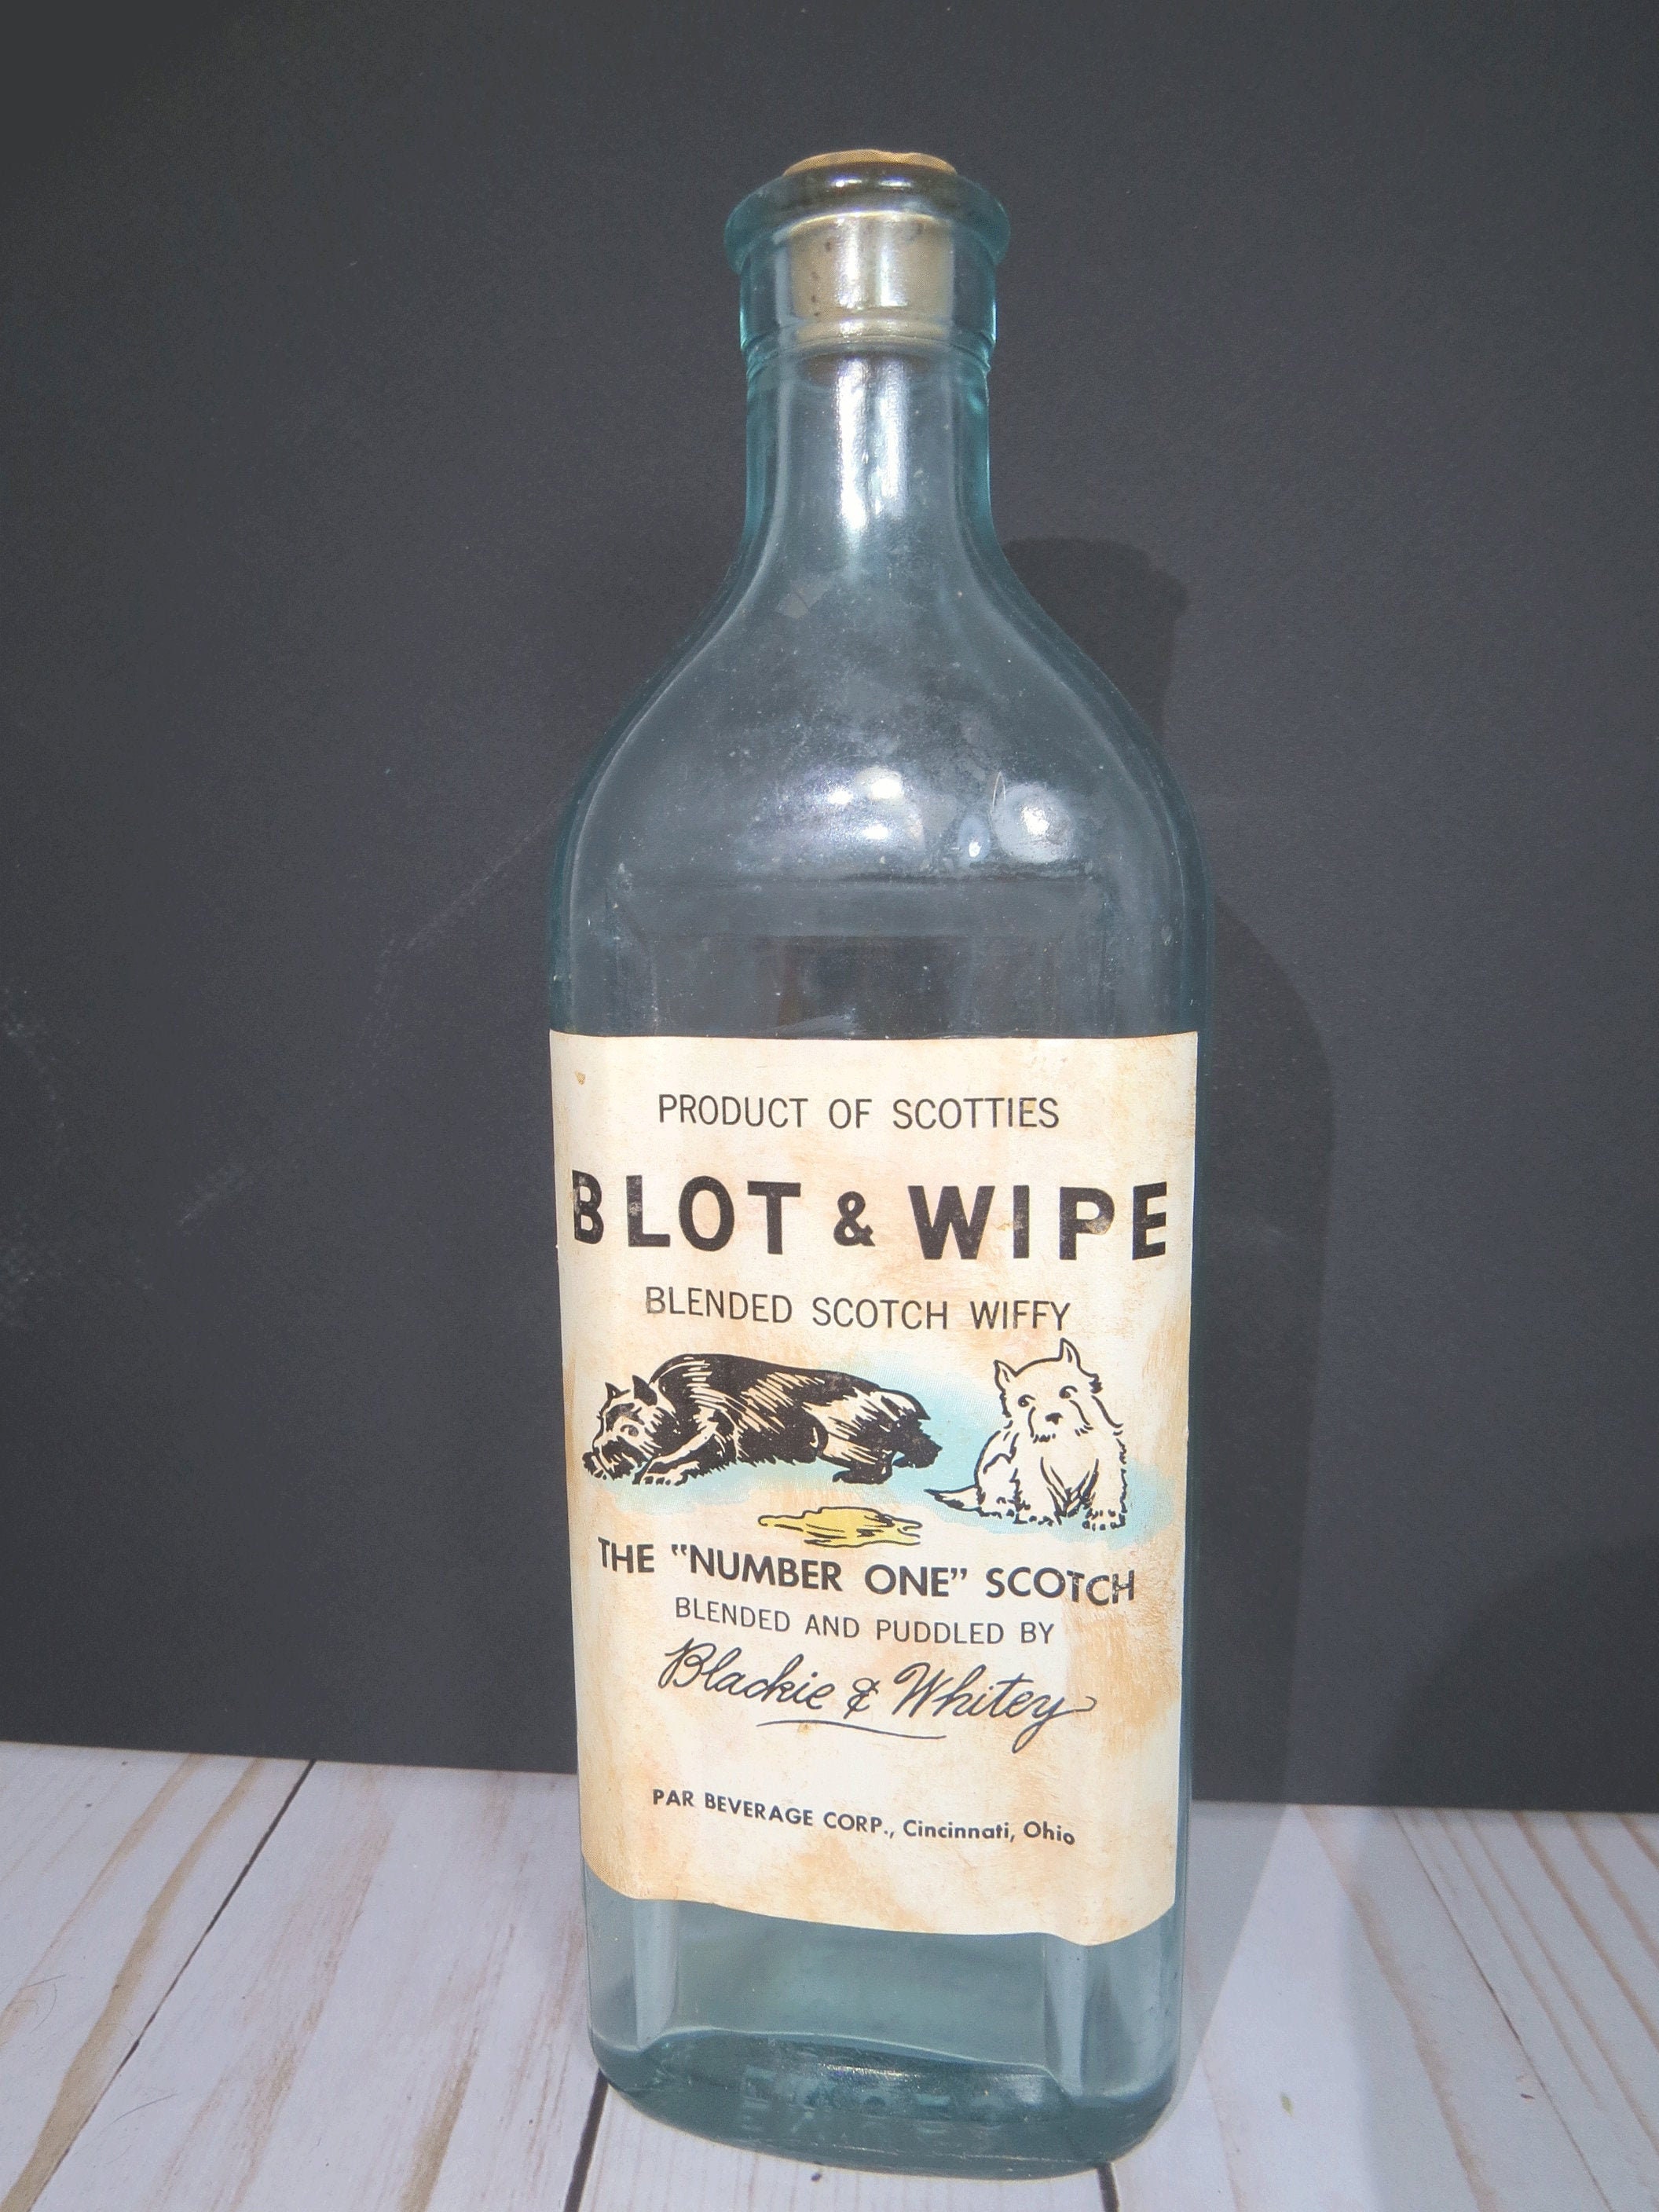 PRODUCT OF SCOTTIES
BLOT & WIPE
BLENDED SCOTCH WIFFY
THE "NUMBER ONE" SCOTCH
BLENDED AND PUDDLED BY
Blackie & Whitey
PAR BEVERAGE CORP., Cincinnati, Ohio